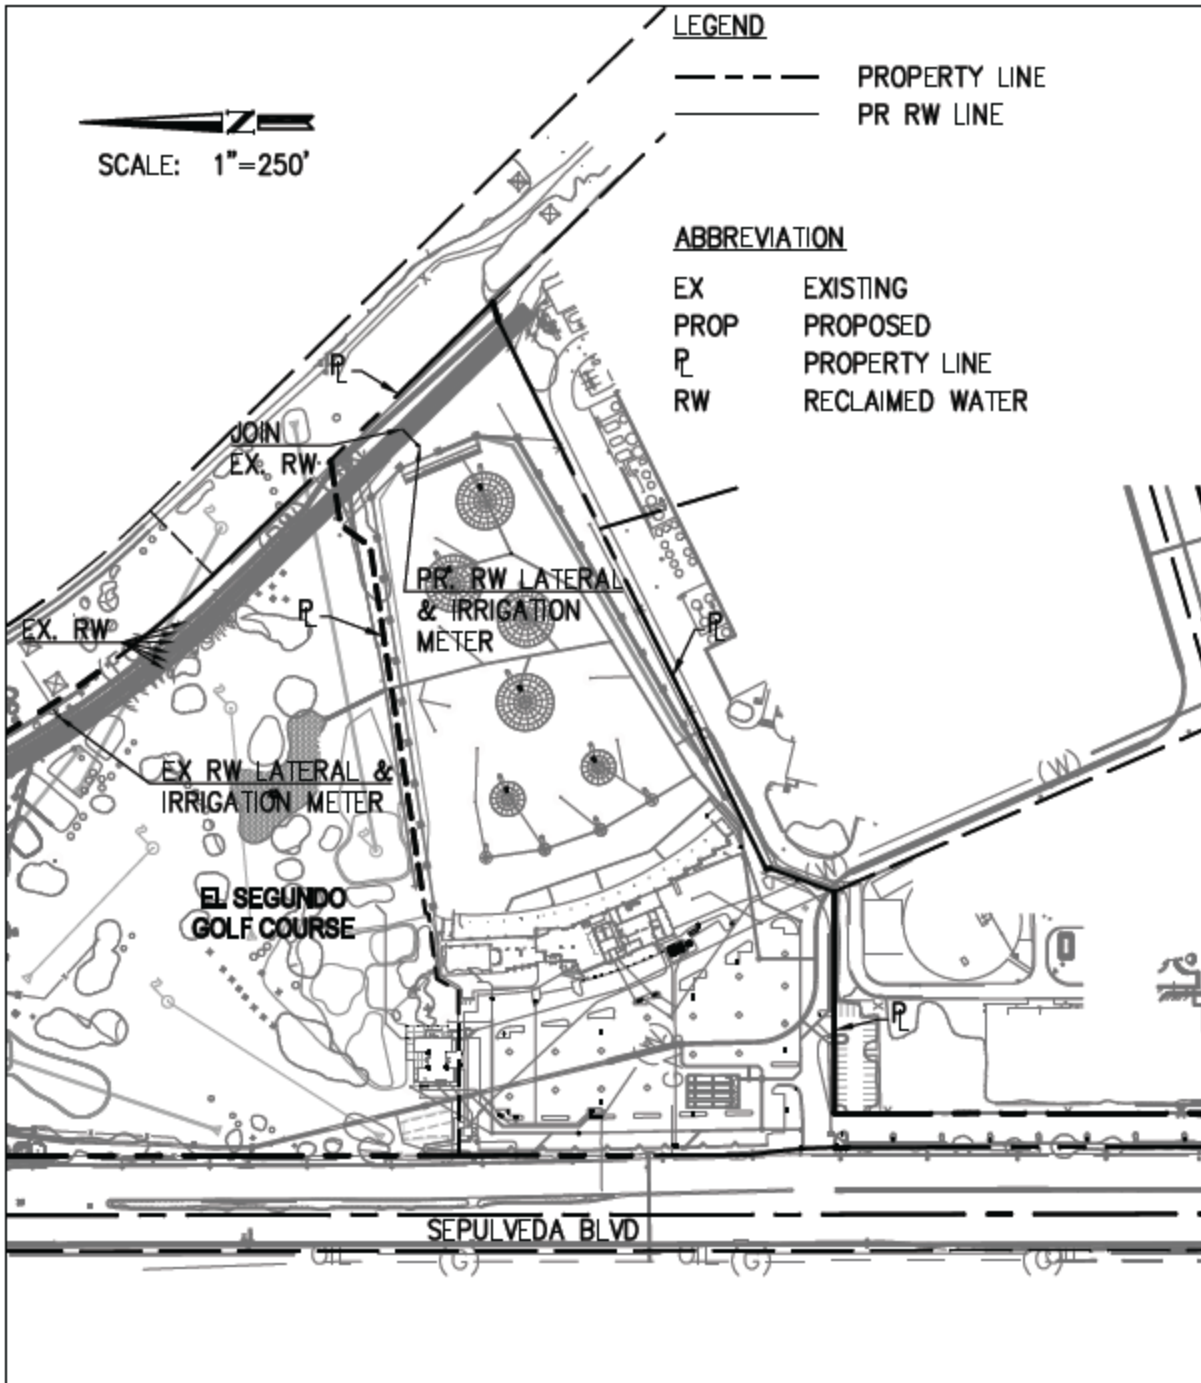 LEGEND
PROPERTY LINE
PR RW LINE
N
SCALE: 1"=250'
ABBREVIATION
EX EXISTING
PROP PROPOSED
PL PROPERTY LINE
RW RECLAIMED WATER
PL
JOIN
EX. RW
PR. RW LATERAL
& IRRIGATION
METER
PL
PL
EX. RW
EX RW LATERAL &
IRRIGATION METER
(W)
(W)
EL SEGUNDO
GOLF COURSE
PL
(W)
SEPULVEDA BLVD
OIL (G) OIL (G) (G)